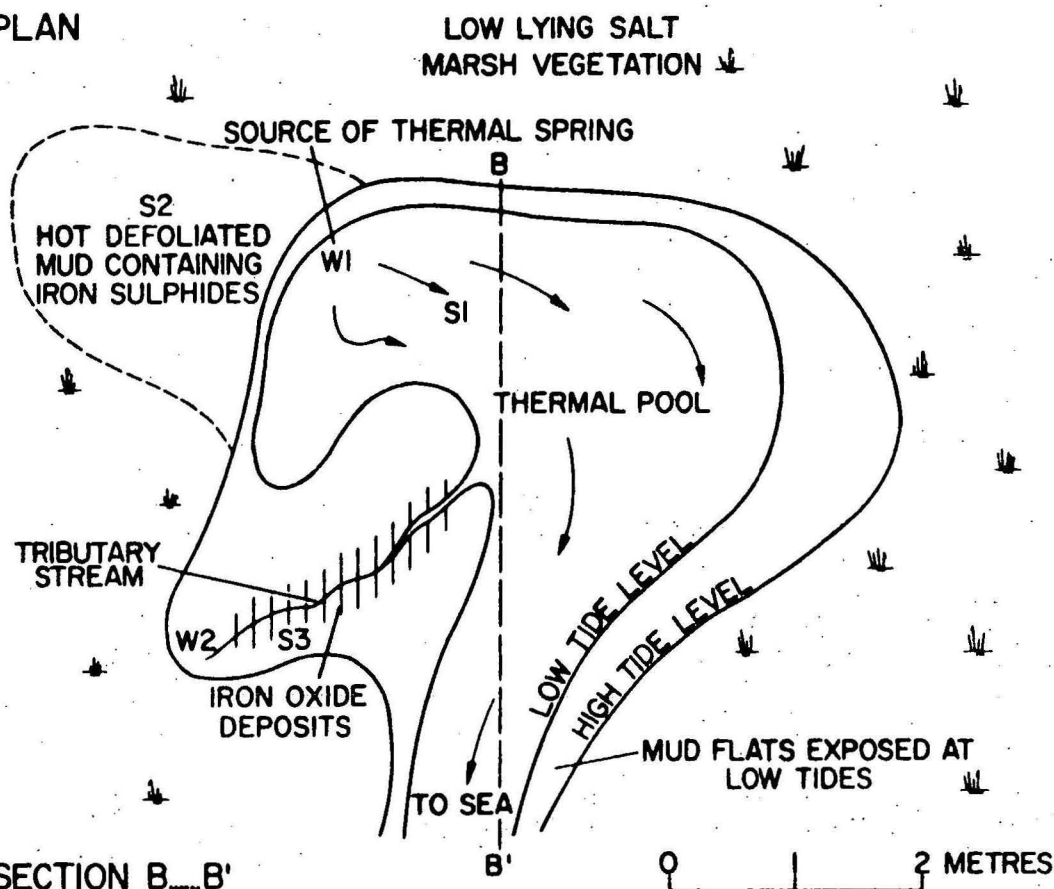 PLAN
LOW LYING SALT
MARSH VEGETATION
SOURCE OF THERMAL SPRING
B
S2
HOT DEFOLIATED
MUD CONTAINING
IRON SULPHIDES
W1
S1
THERMAL POOL
TRIBUTARY
STREAM
W2
S3
IRON OXIDE
DEPOSITS
LOW TIDE LEVEL
HIGH TIDE LEVEL
MUD FLATS EXPOSED AT
LOW TIDES
TO SEA
B'
0 1 2 METRES
SECTION B......B'